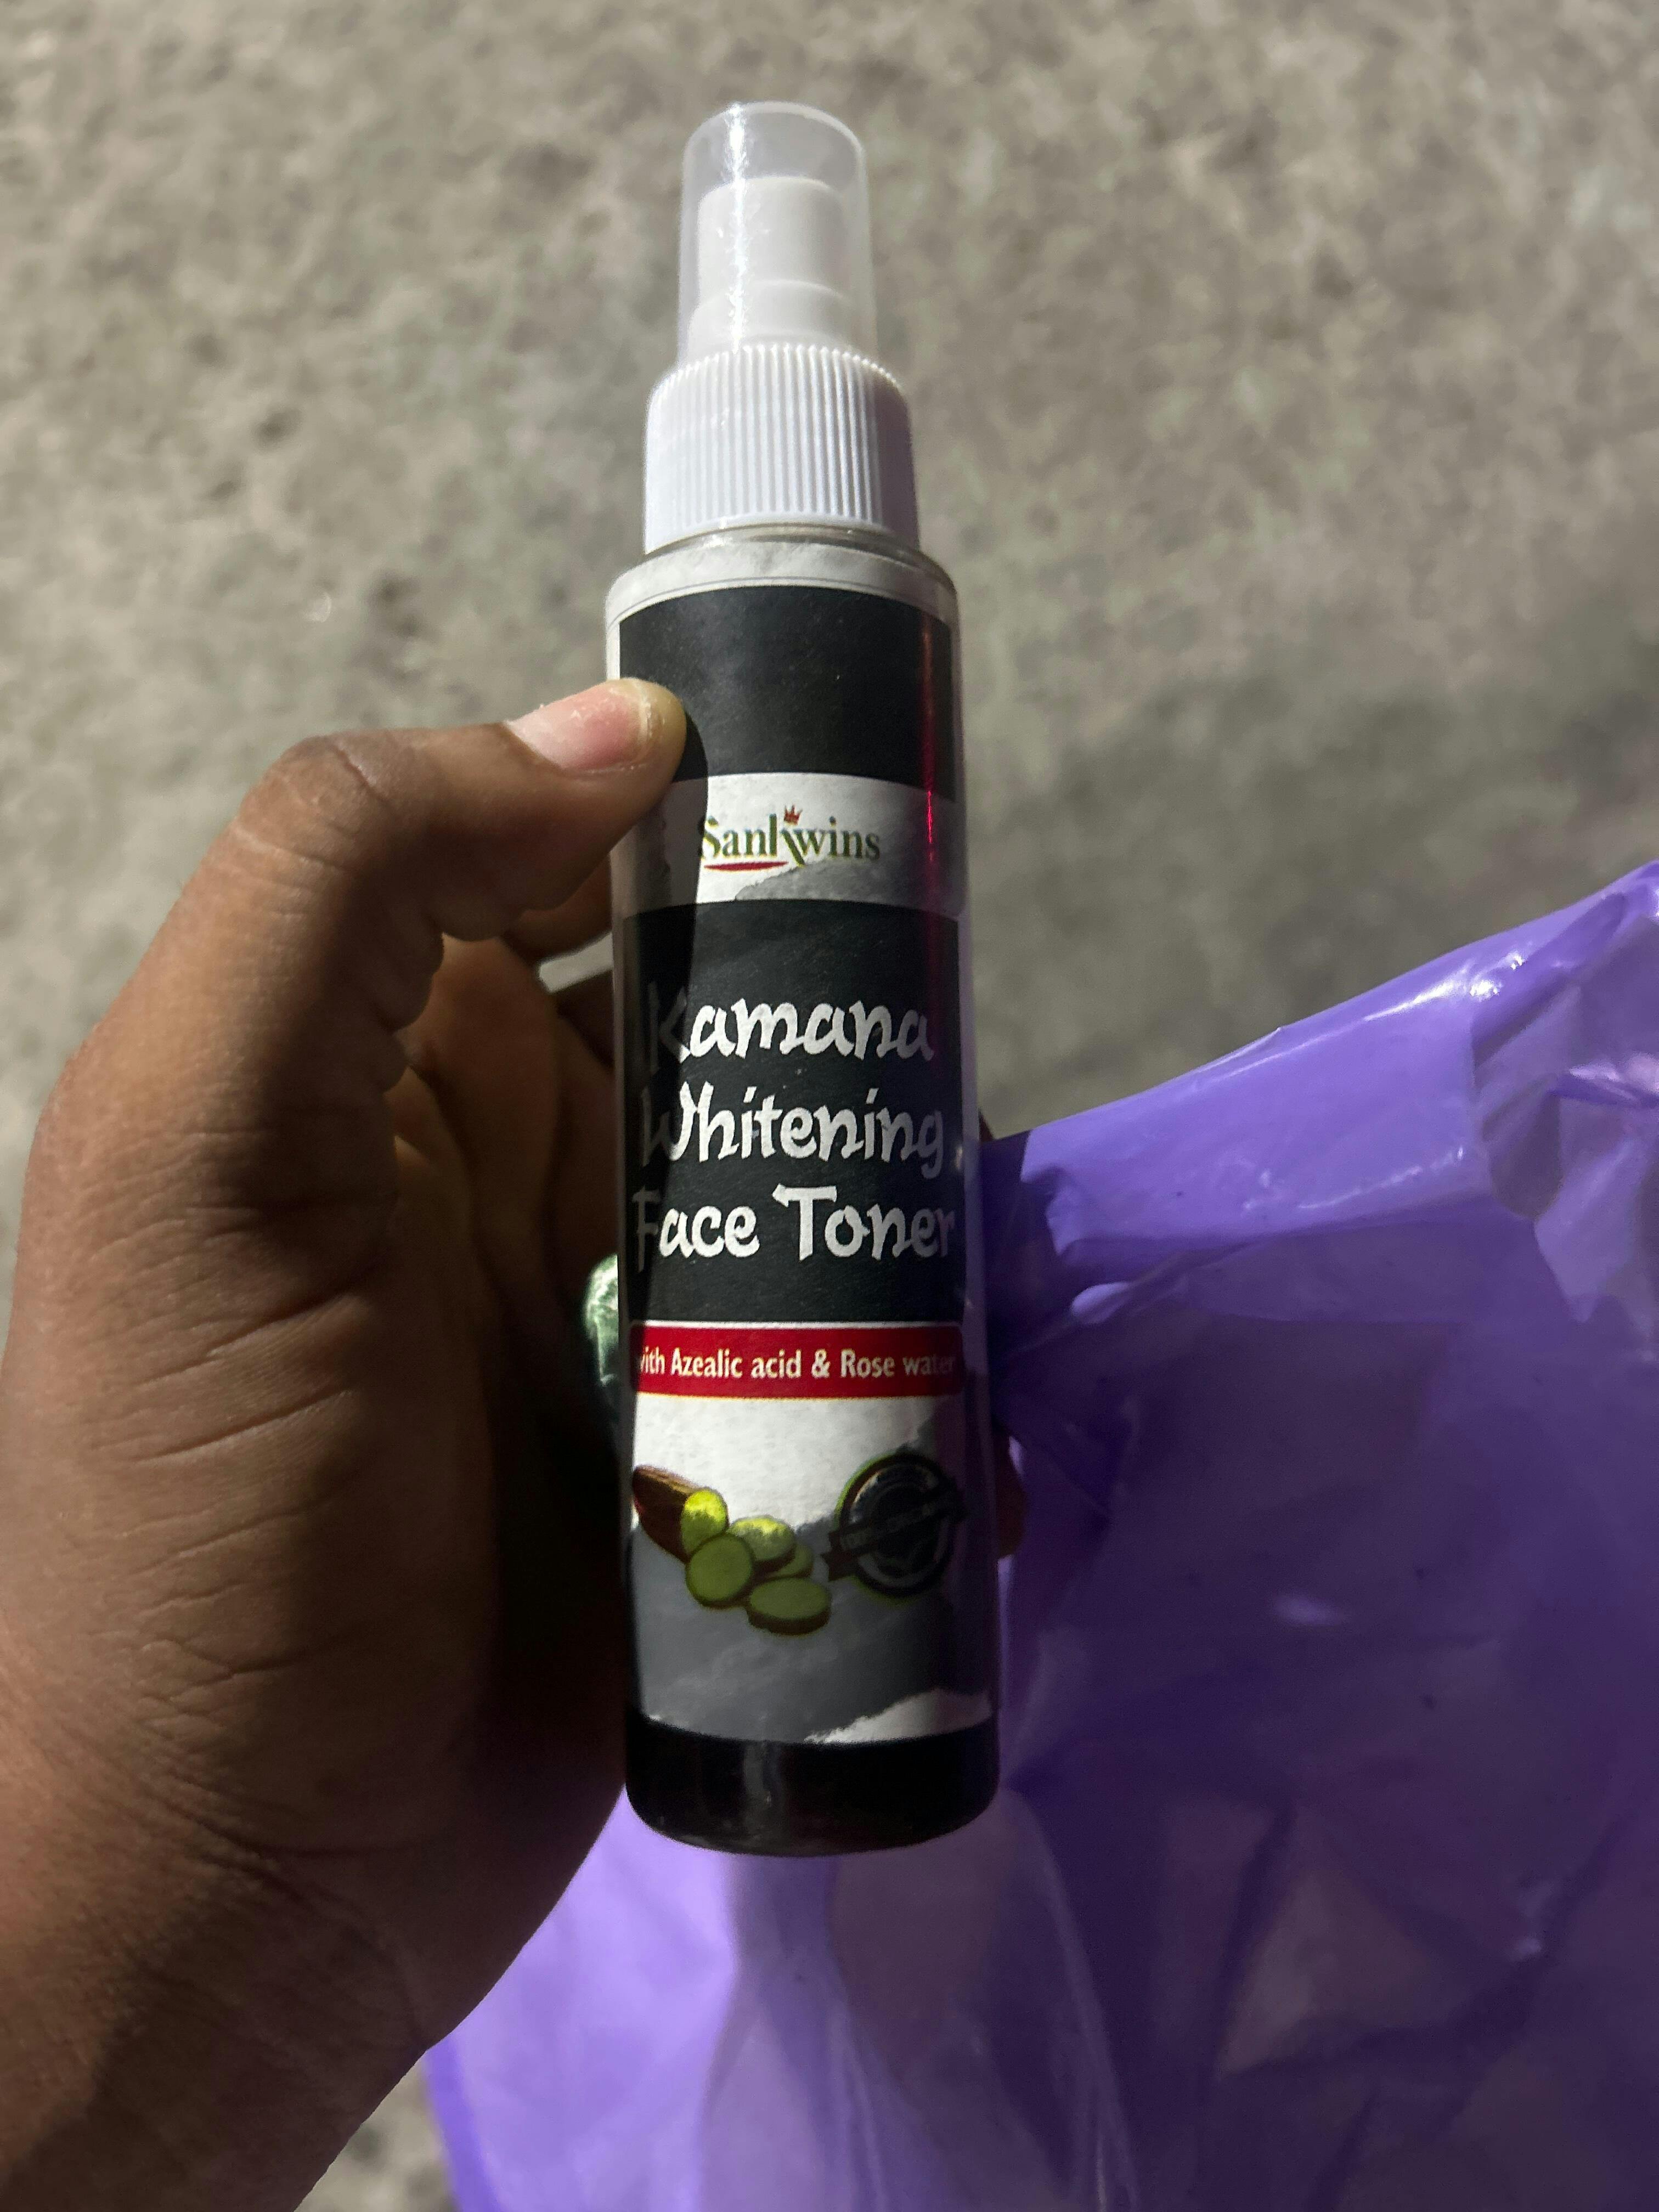 Sankwins
Kamana
Whitening
Face Toner
with Azealic acid & Rose water